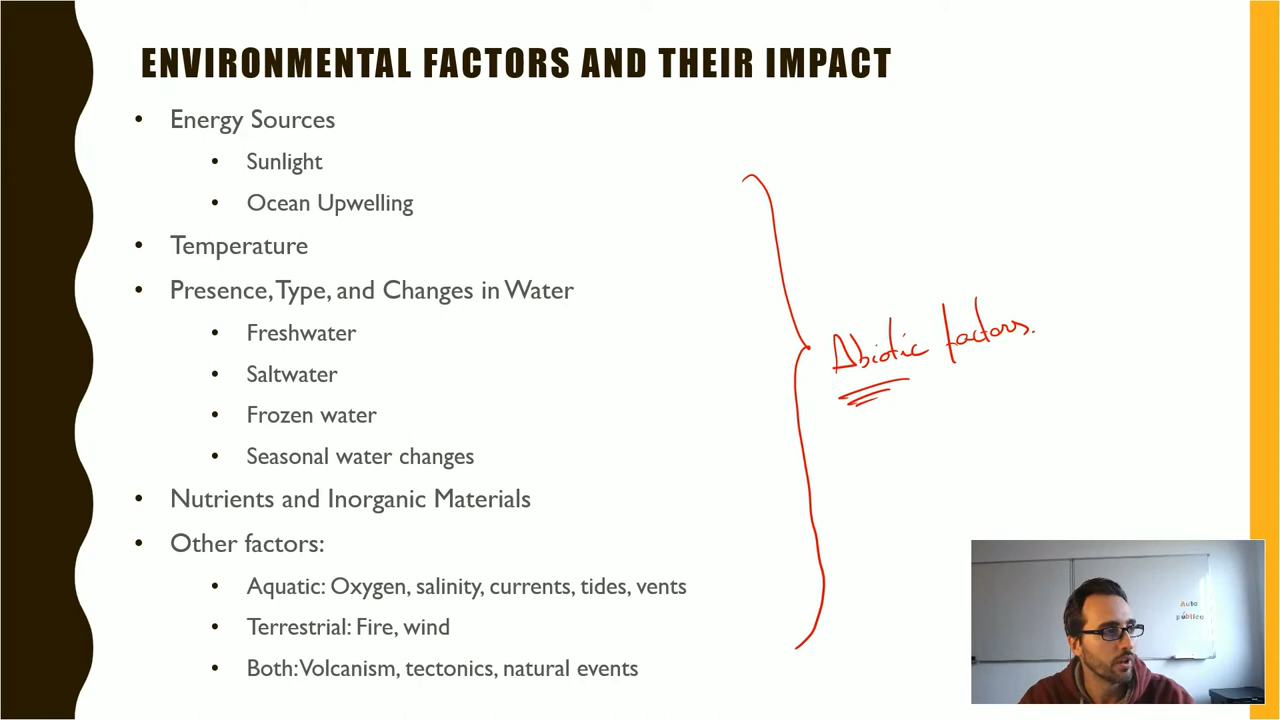 ENVIRONMENTAL FACTORS AND THEIR IMPACT
• Energy Sources
• Sunlight
• Ocean Upwelling
• Temperature
• Presence, Type, and Changes in Water
• Freshwater
• Saltwater
• Frozen water
• Seasonal water changes
• Nutrients and Inorganic Materials
• Other factors:
• Aquatic: Oxygen, salinity, currents, tides, vents
• Terrestrial: Fire, wind
• Both: Volcanism, tectonics, natural events
Abiotic factors.
Auto
público